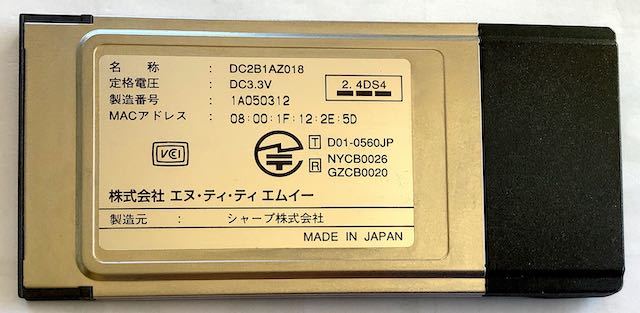 名 称 : DC2B1AZ018
定格電圧 : DC3.3V
2.4DS4
製造番号 : 1A050312
MACアドレス : 08:00:1F:12:2E:5D
VCI
T D01-0560JP
R NYCB0026
GZCB0020
株式会社 エヌ・ティ・ティ エムイー
製造元 : シャープ株式会社
MADE IN JAPAN